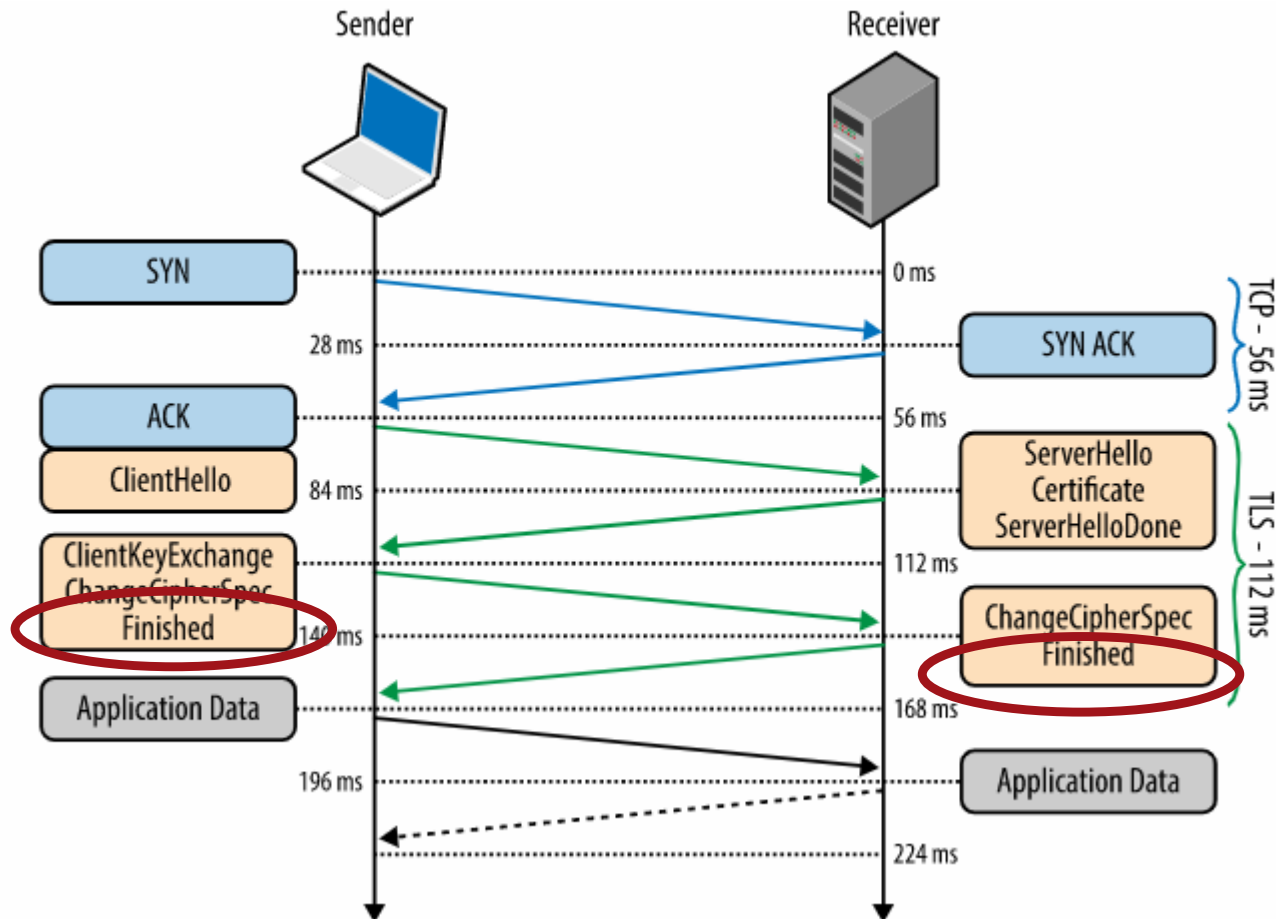 Sender
Receiver
SYN
0 ms
28 ms
SYN ACK
TCP - 56 ms
ACK
56 ms
ClientHello
84 ms
ServerHello
Certificate
ServerHelloDone
TLS - 112 ms
ClientKeyExchange
ChangeCipherSpec
Finished
112 ms
140 ms
ChangeCipherSpec
Finished
Application Data
168 ms
196 ms
Application Data
224 ms